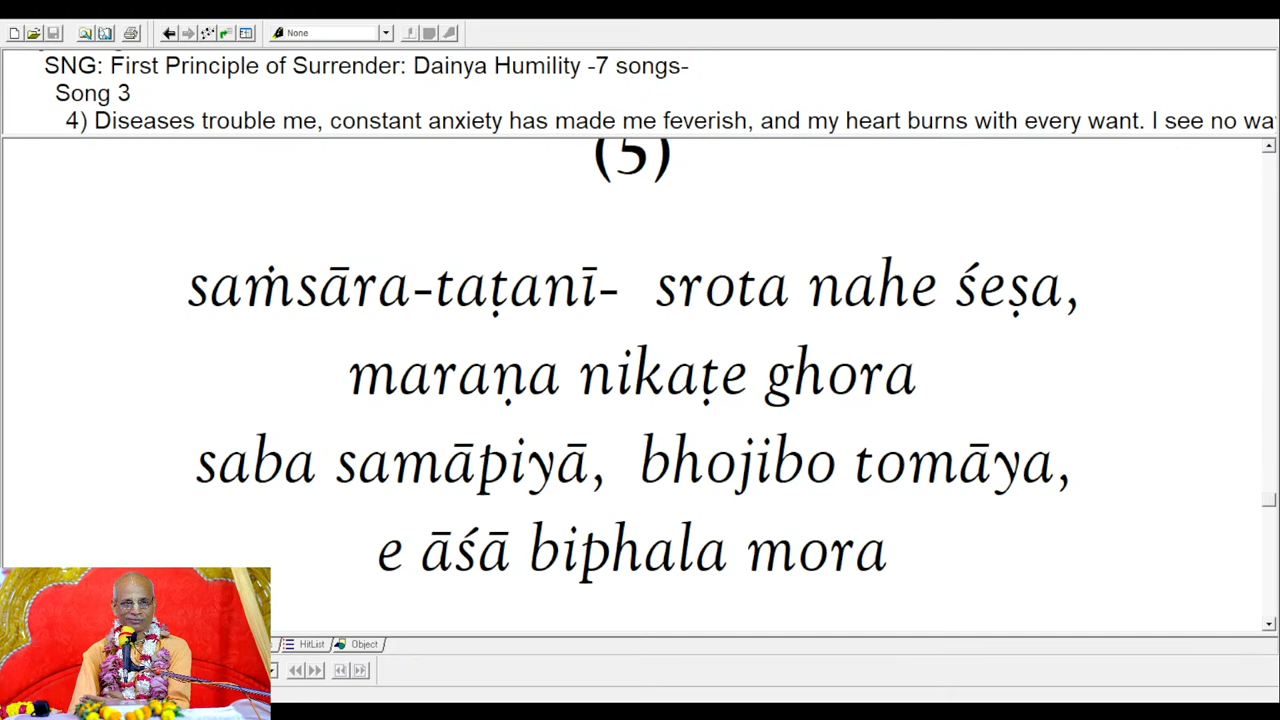 None
SNG: First Principle of Surrender: Dainya Humility -7 songs-
Song 3
4) Diseases trouble me, constant anxiety has made me feverish, and my heart burns with every want. I see no wa
(5)
saṁsāra-taṭanī- srota nahe śeṣa,
maraṇa nikaṭe ghora
saba samāpiyā, bhojibo tomāya,
e āśā biphala mora
HitList Object